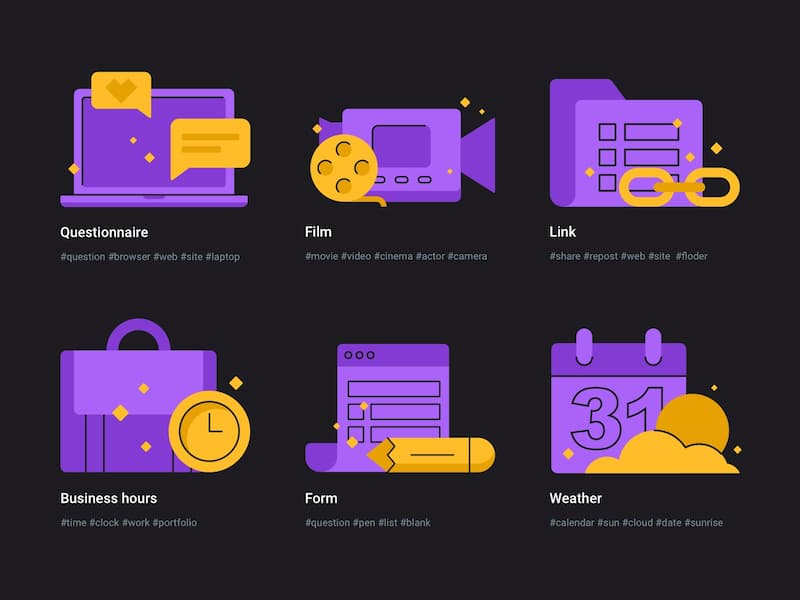 Questionnaire
#question #browser #web #site #laptop
Film
#movie #video #cinema #actor #camera
Link
#share #repost #web #site #floder
Business hours
#time #clock #work #portfolio
Form
#question #pen #list #blank
31
Weather
#calendar #sun #cloud #date #sunrise